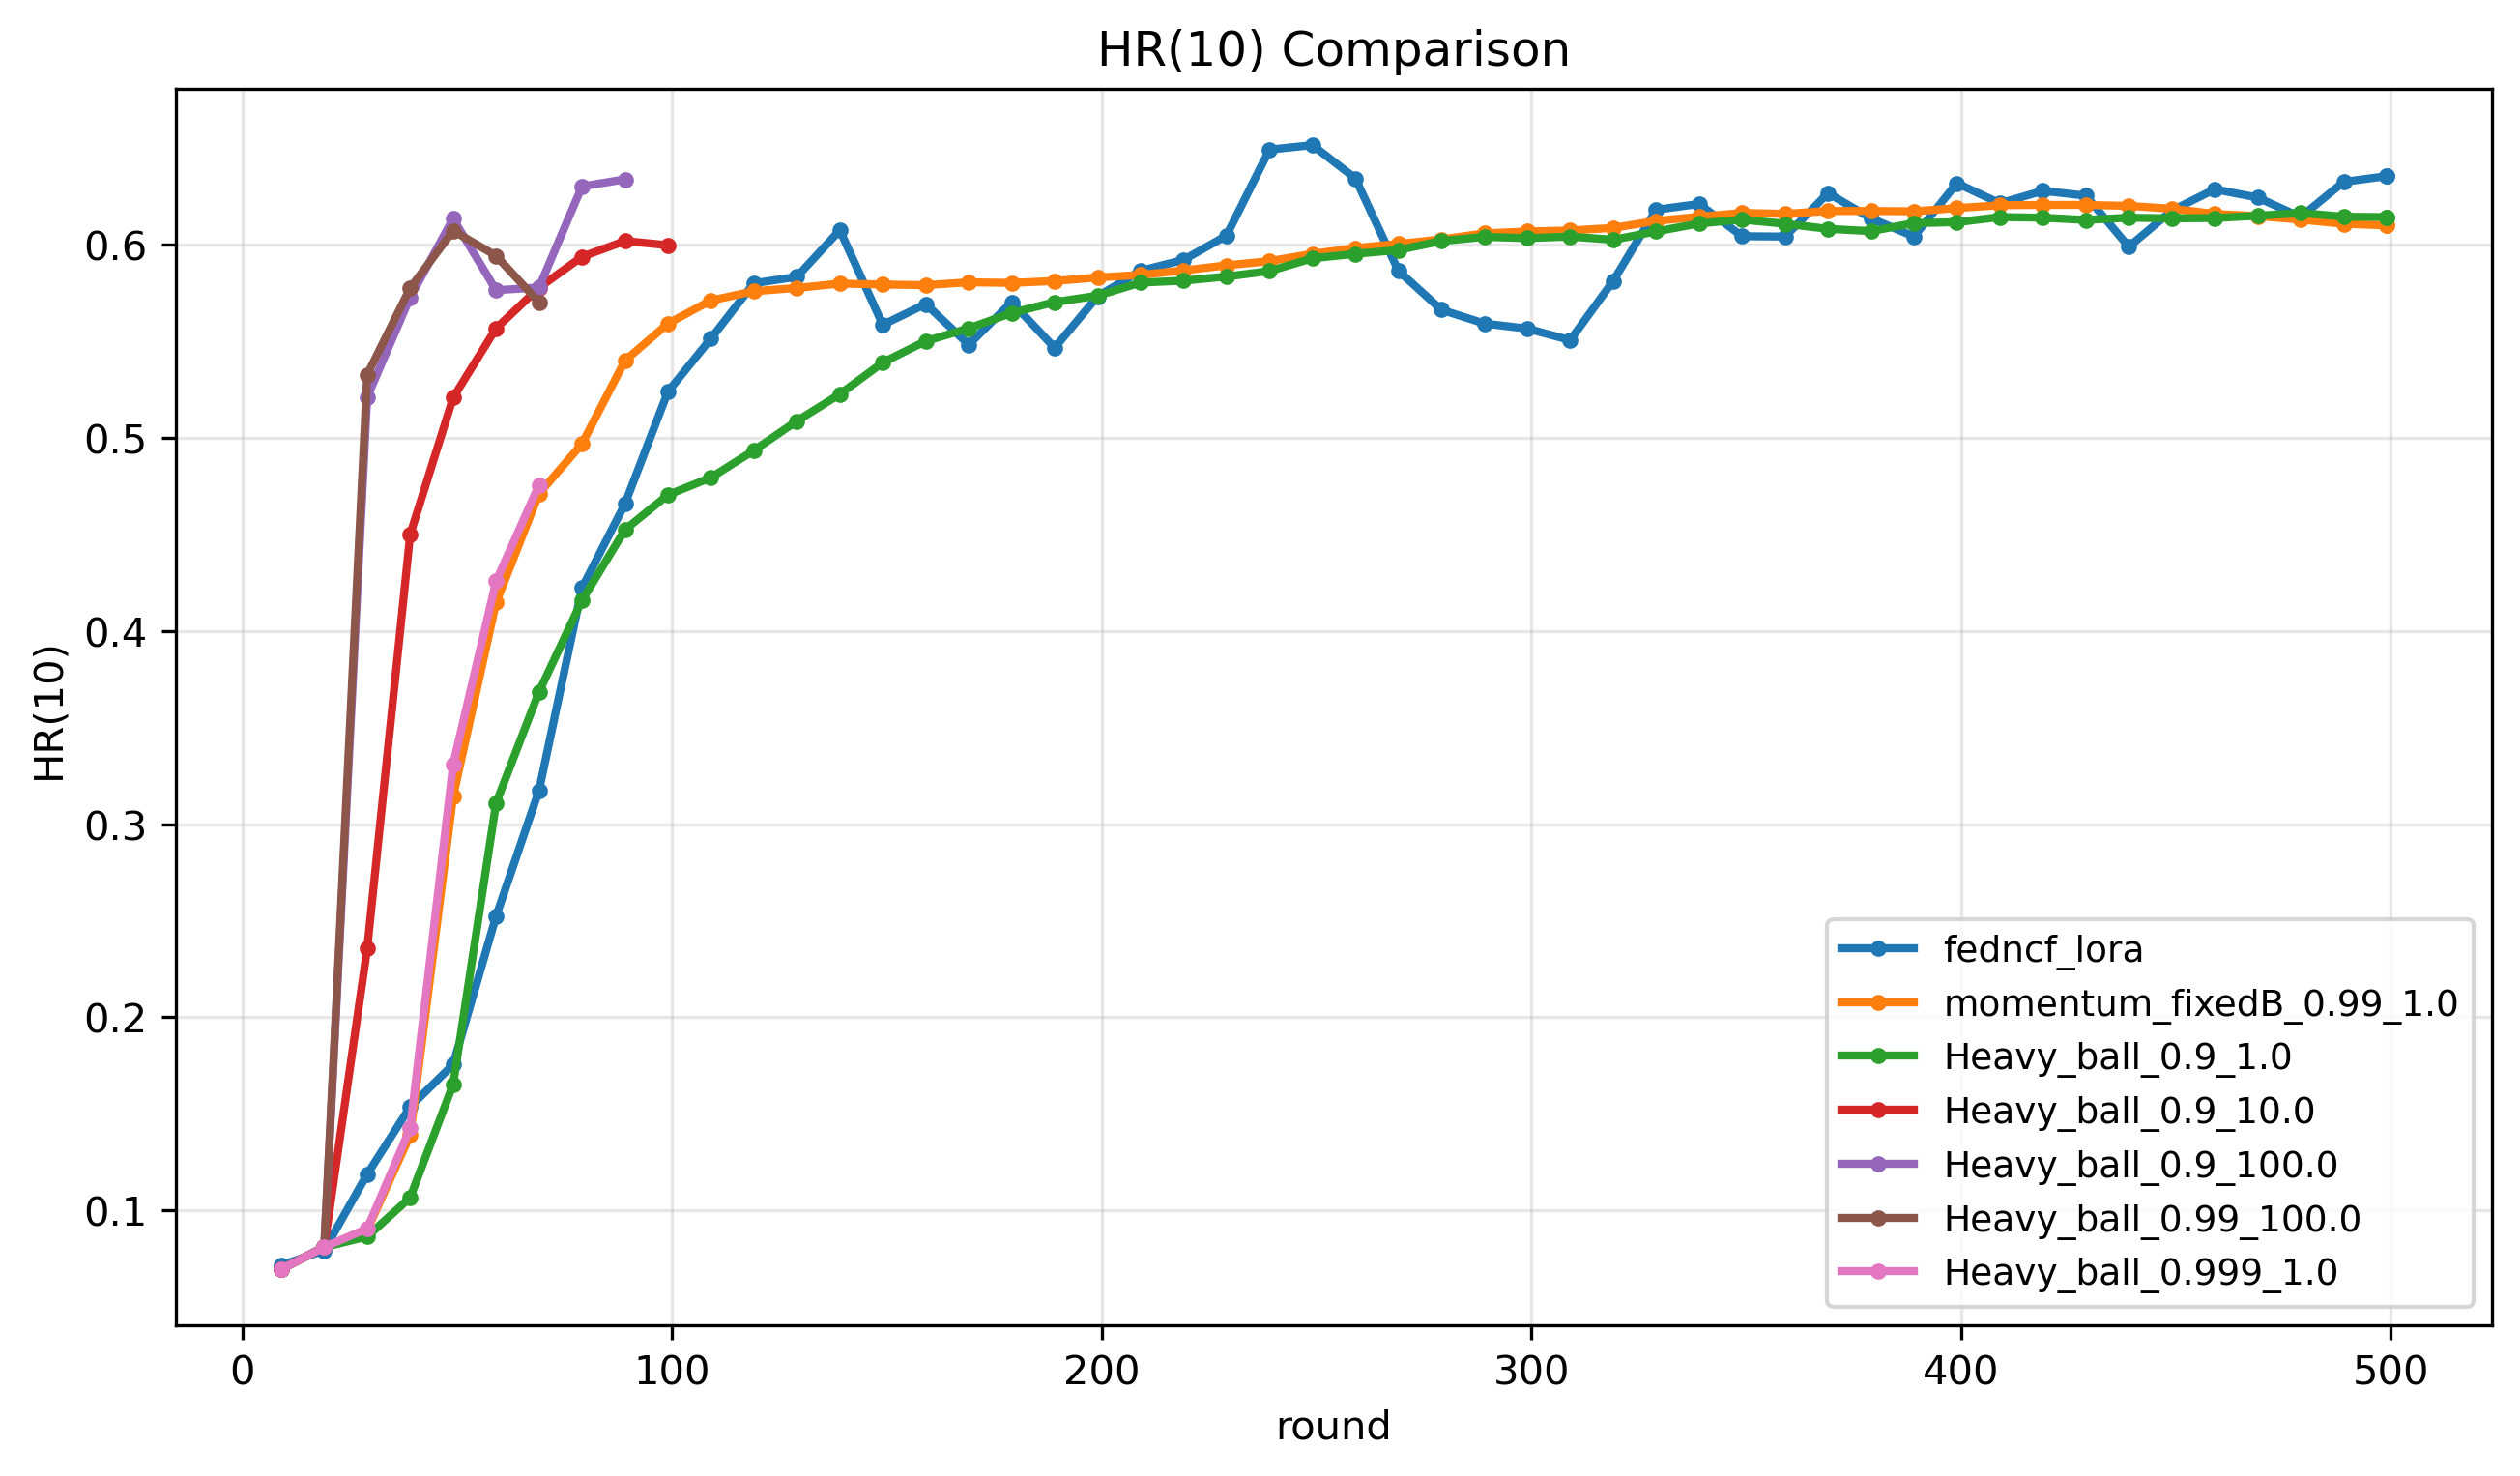 HR(10) Comparison
HR(10)
0.6
0.5
0.4
0.3
0.2
0.1
0 100 200 300 400 500
round
fedncf_lora
momentum_fixedB_0.99_1.0
Heavy_ball_0.9_1.0
Heavy_ball_0.9_10.0
Heavy_ball_0.9_100.0
Heavy_ball_0.99_100.0
Heavy_ball_0.999_1.0